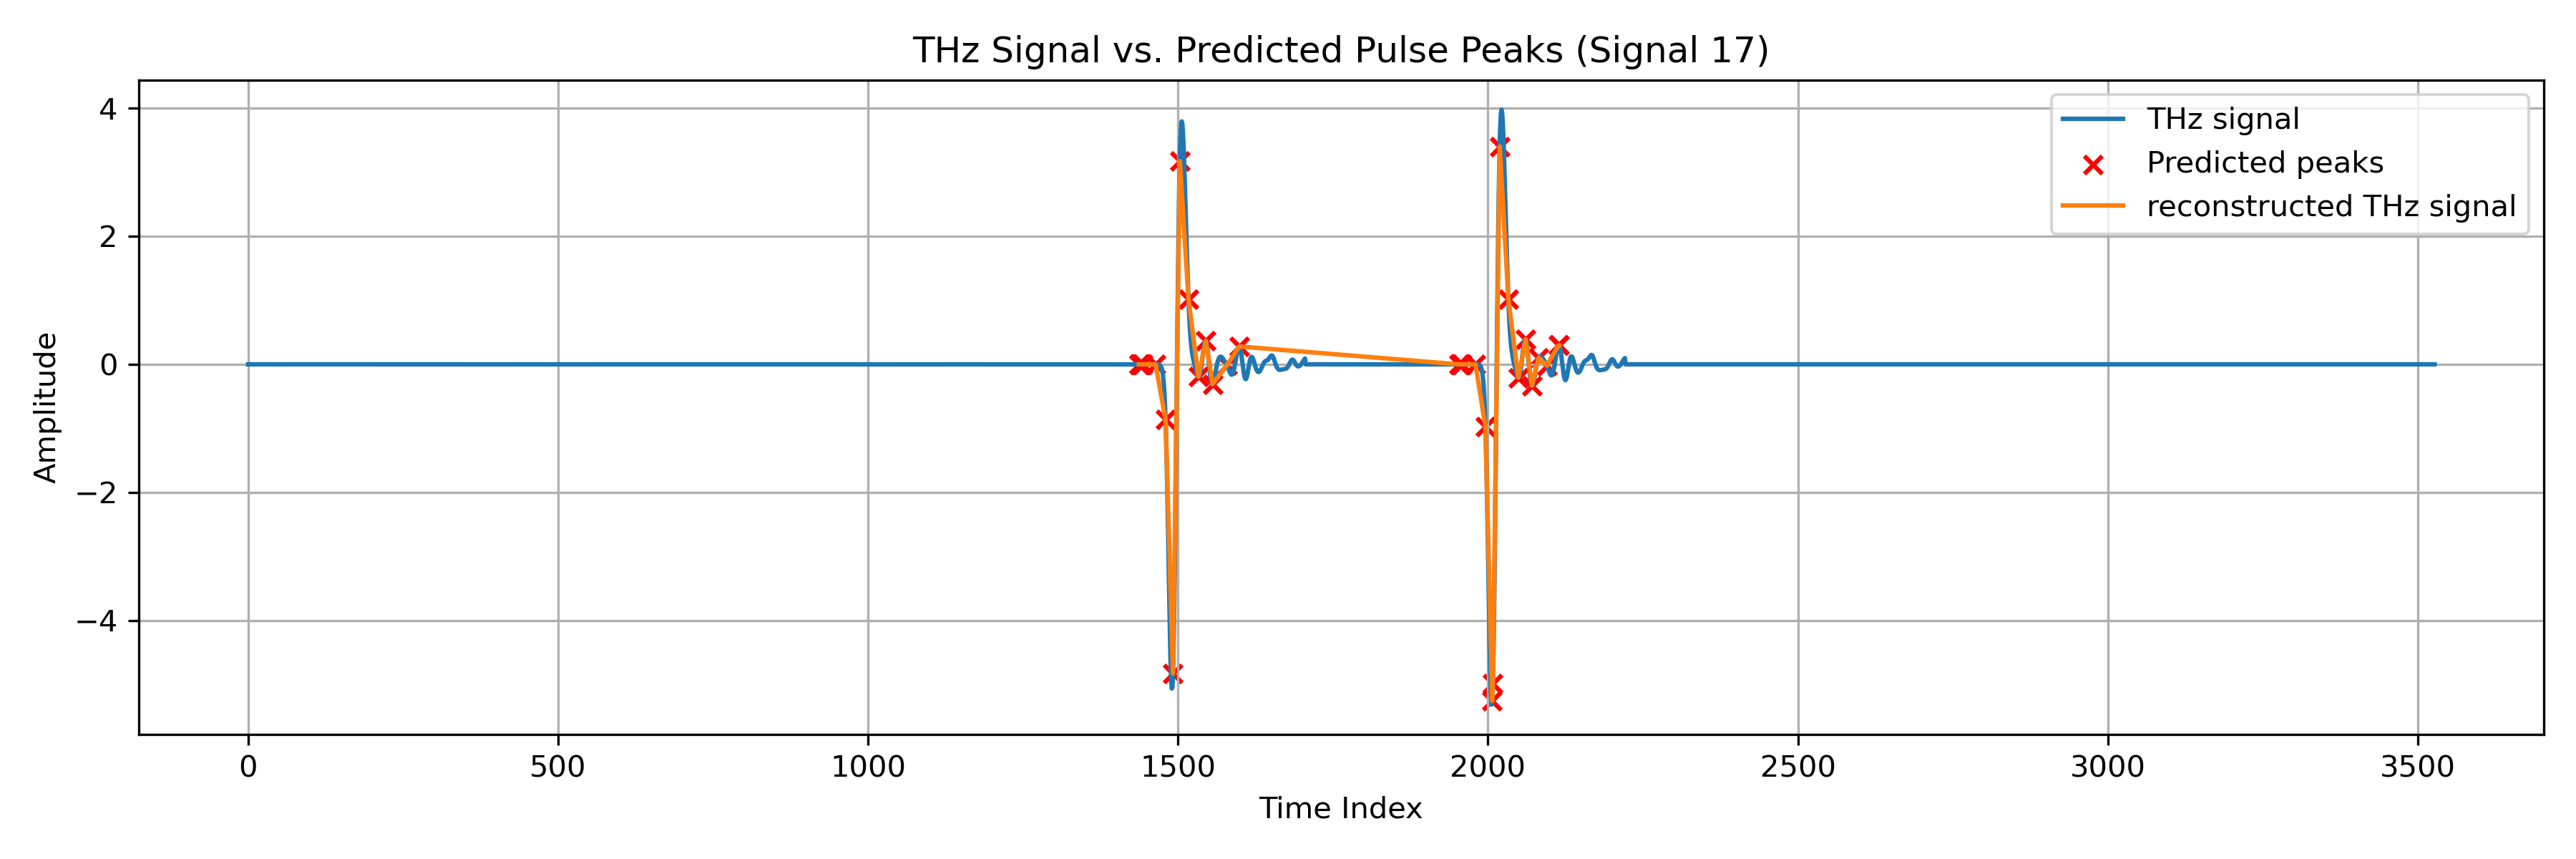 THz Signal vs. Predicted Pulse Peaks (Signal 17)
THz signal
Predicted peaks
reconstructed THz signal
Amplitude
4
2
0
−2
−4
0 500 1000 1500 2000 2500 3000 3500
Time Index